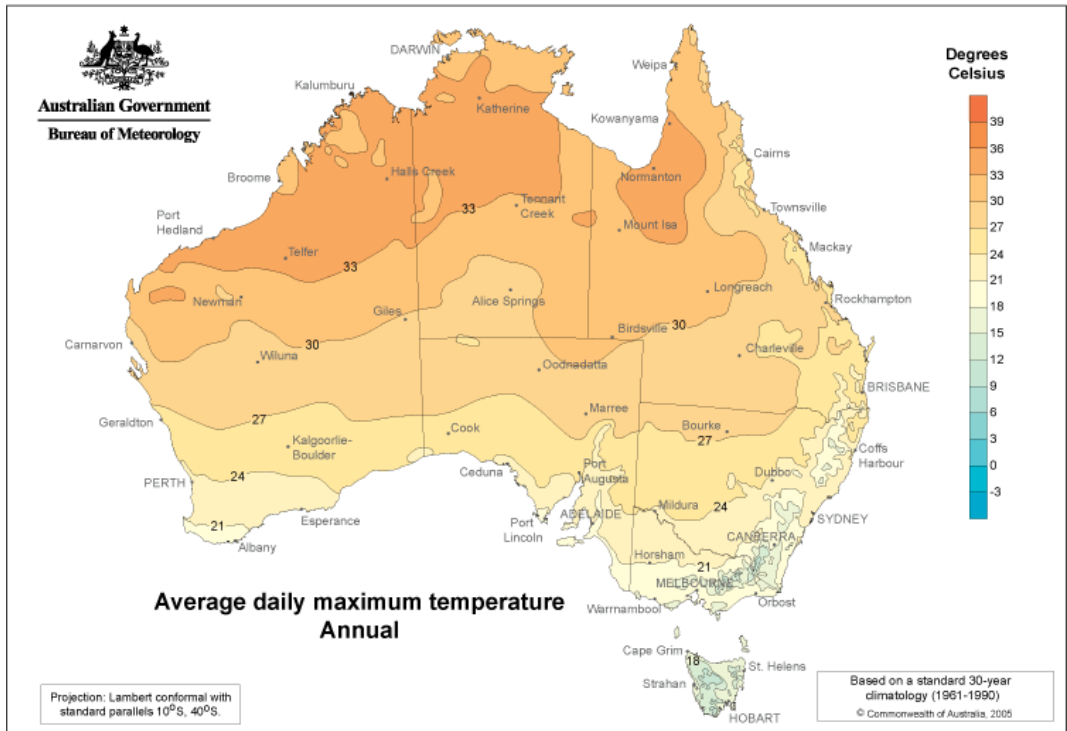 Australian Government
Bureau of Meteorology
DARWIN
Weipa
Kalumburu
Katherine
Kowanyama
Cairns
Broome
Halls Creek
Normanton
33
Tennant
Creek
Townsville
Port
Hedland
Mount Isa
Telfer
33
Mackay
Newman
Alice Springs
Longreach
Rockhampton
Giles
Birdsville
30
Carnarvon
30
Wiluna
Charleville
Oodnadatta
BRISBANE
Geraldton
27
Marree
Cook
Bourke
27
Kalgoorlie-
Boulder
Coffs
Harbour
Ceduna
Port
Augusta
Dubbo
24
PERTH
Mildura
24
21
Esperance
Port
Lincoln
ADELAIDE
SYDNEY
CANBERRA
Albany
Horsham
21
MELBOURNE
Warrnambool
Orbost
Cape Grim
18
St. Helens
Strahan
HOBART
Degrees
Celsius
39
36
33
30
27
24
21
18
15
12
9
6
3
0
-3
Average daily maximum temperature
Annual
Projection: Lambert conformal with
standard parallels 10°S, 40°S.
Based on a standard 30-year
climatology (1961-1990)
© Commonwealth of Australia, 2005